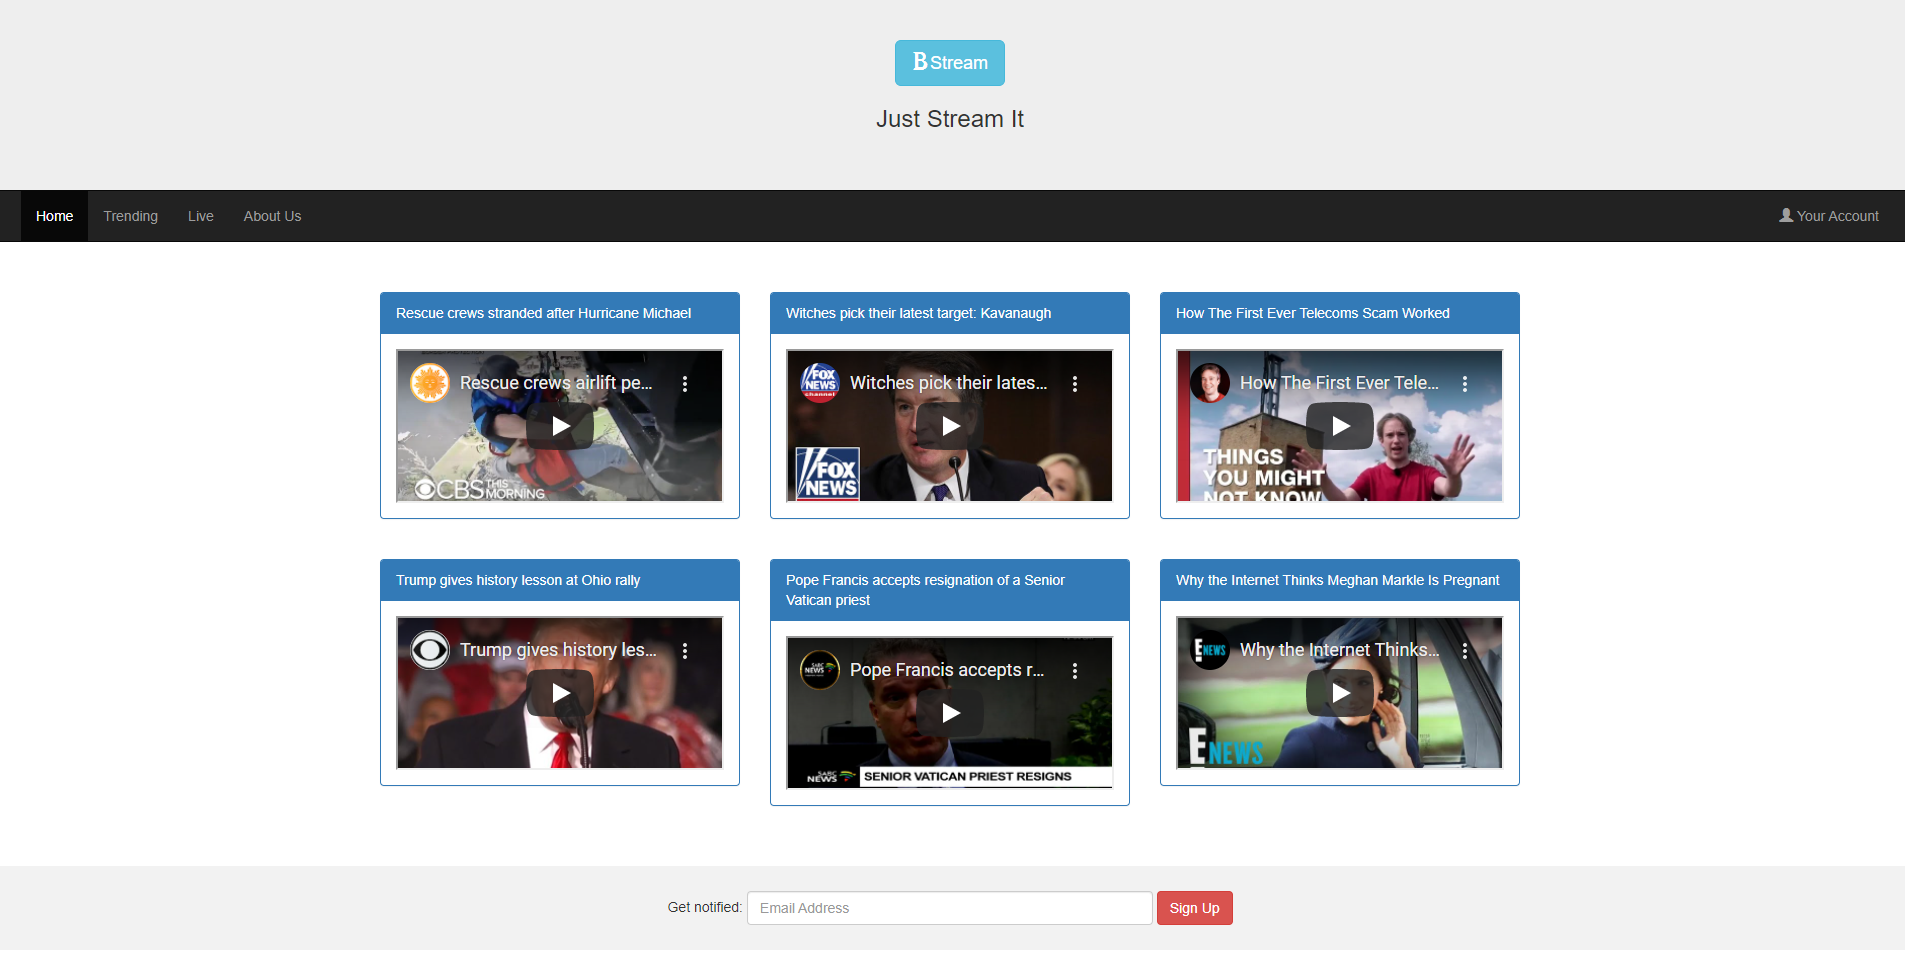 B Stream
Just Stream It
Home Trending Live About Us Your Account
Rescue crews stranded after Hurricane Michael
Rescue crews airlift pe...
CBS THIS MORNING
Witches pick their latest target: Kavanaugh
FOX NEWS channel
Witches pick their lates...
FOX NEWS
How The First Ever Telecoms Scam Worked
How The First Ever Tele...
THINGS
YOU MIGHT
NOT KNOW
Trump gives history lesson at Ohio rally
Trump gives history les...
Pope Francis accepts resignation of a Senior
Vatican priest
SABC NEWS
Pope Francis accepts r...
SABC NEWS SENIOR VATICAN PRIEST RESIGNS
Why the Internet Thinks Meghan Markle Is Pregnant
E NEWS
Why the Internet Thinks...
E NEWS
Get notified: Email Address Sign Up